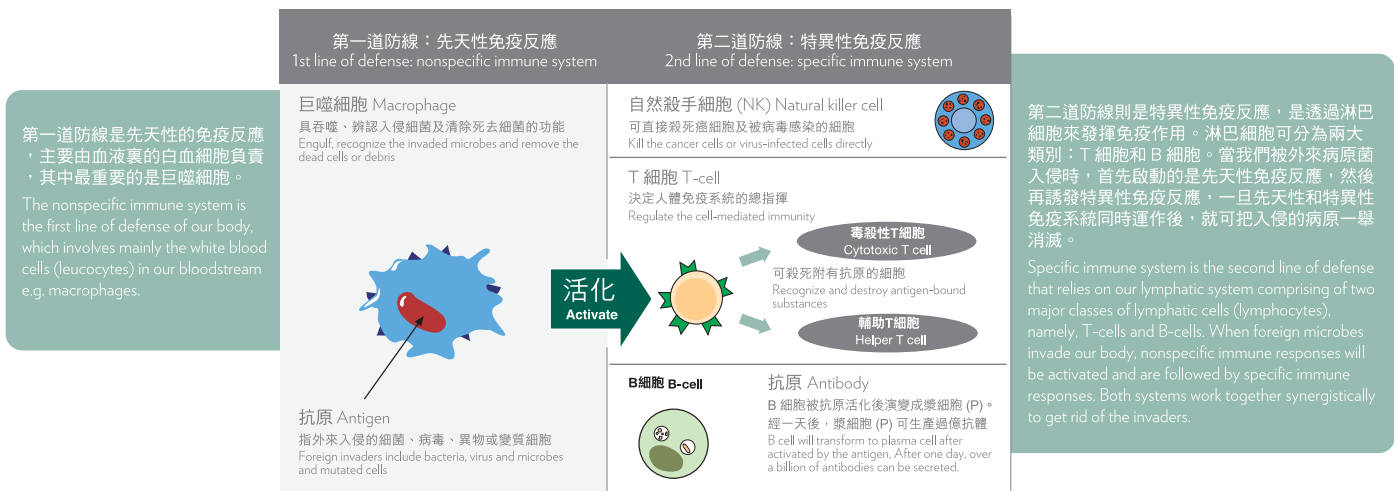 第一道防線是先天性的免疫反應
，主要由血液裏的白血細胞負責
，其中最重要的是巨噬細胞。
The nonspecific immune system is
the first line of defense of our body,
which involves mainly the white blood
cells (leucocytes) in our bloodstream
e.g. macrophages.
第一道防線：先天性免疫反應
1st line of defense: nonspecific immune system
巨噬細胞 Macrophage
具吞噬、辨認入侵細菌及清除死去細菌的功能
Engulf, recognize the invaded microbes and remove the
dead cells or debris
抗原 Antigen
指外來入侵的細菌、病毒、異物或變質細胞
Foreign invaders include bacteria, virus and microbes
and mutated cells
活化
Activate
第二道防線：特異性免疫反應
2nd line of defense: specific immune system
自然殺手細胞 (NK) Natural killer cell
可直接殺死癌細胞及被病毒感染的細胞
Kill the cancer cells or virus-infected cells directly
T 細胞 T-cell
決定人體免疫系統的總指揮
Regulate the cell-mediated immunity
毒殺性T細胞
Cytotoxic T cell
可殺死附有抗原的細胞
Recognize and destroy antigen-bound
substances
輔助T細胞
Helper T cell
B細胞 B-cell
抗原 Antibody
B 細胞被抗原活化後演變成漿細胞 (P)。
經一天後，漿細胞 (P) 可生產過億抗體
B cell will transform to plasma cell after
activated by the antigen, After one day, over
a billion of antibodies can be secreted.
第二道防線則是特異性免疫反應，是透過淋巴
細胞來發揮免疫作用。淋巴細胞可分為兩大
類別：T 細胞和 B 細胞。當我們被外來病原菌
入侵時，首先啟動的是先天性免疫反應，然後
再誘發特異性免疫反應，一旦先天性和特異性
免疫系統同時運作後，就可把入侵的病原一舉
消滅。
Specific immune system is the second line of defense
that relies on our lymphatic system comprising of two
major classes of lymphatic cells (lymphocytes),
namely, T-cells and B-cells. When foreign microbes
invade our body, nonspecific immune responses will
be activated and are followed by specific immune
responses. Both systems work together synergistically
to get rid of the invaders.